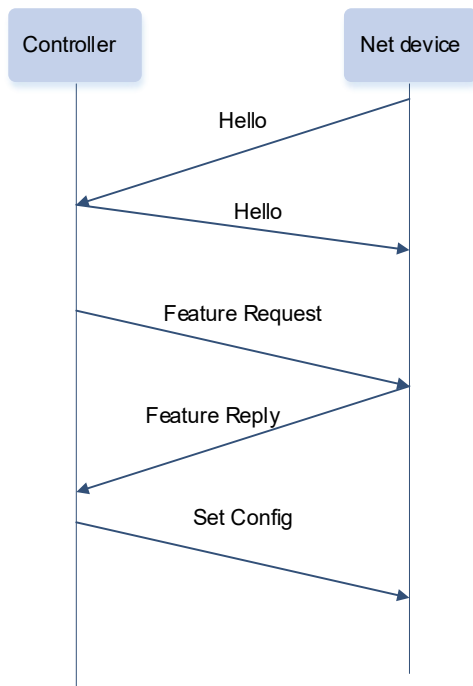 Controller
Net device
Hello
Hello
Feature Request
Feature Reply
Set Config